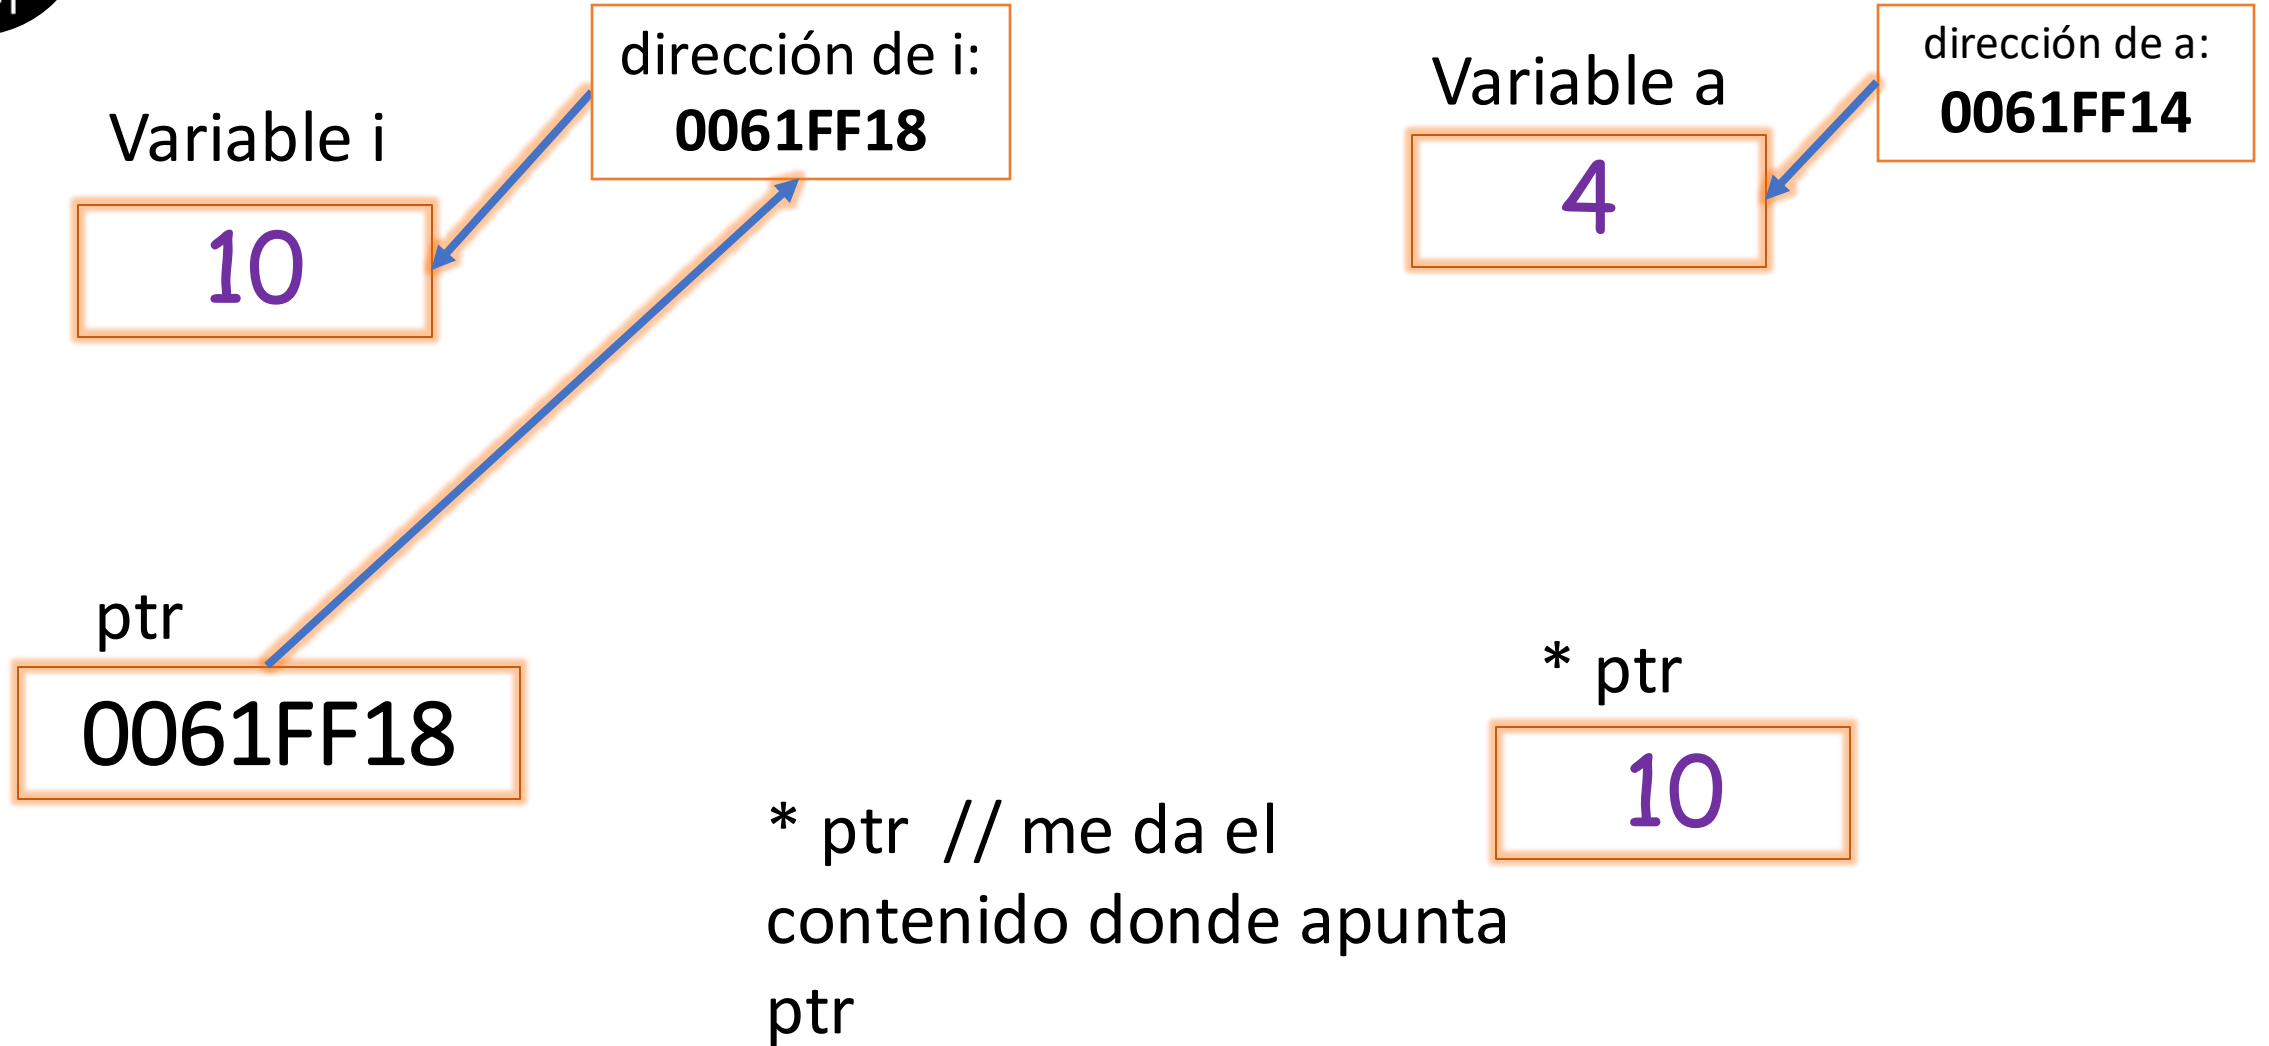 dirección de i:
0061FF18
Variable i
10
Variable a
4
dirección de a:
0061FF14
ptr
0061FF18
* ptr // me da el
contenido donde apunta
ptr
* ptr
10